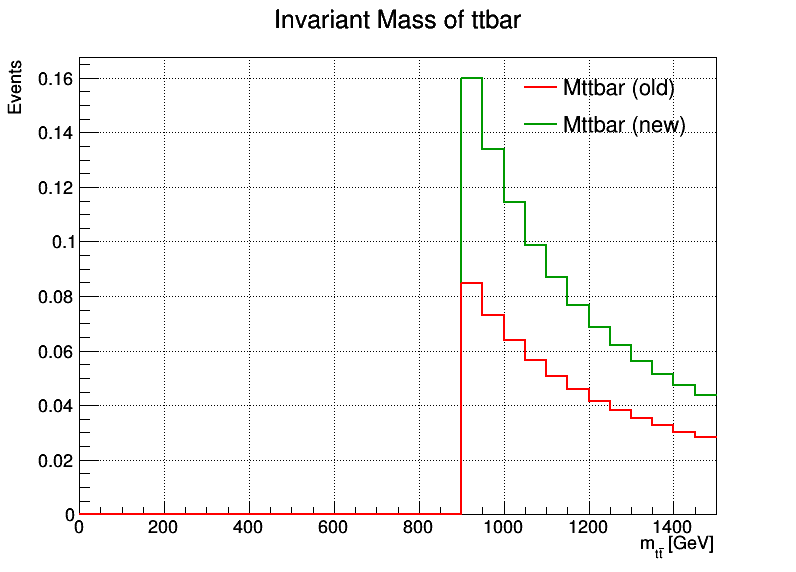 Invariant Mass of ttbar
Events
Mttbar (old)
Mttbar (new)
0.16
0.14
0.12
0.1
0.08
0.06
0.04
0.02
0
0 200 400 600 800 1000 1200 1400
m_tt̄ [GeV]